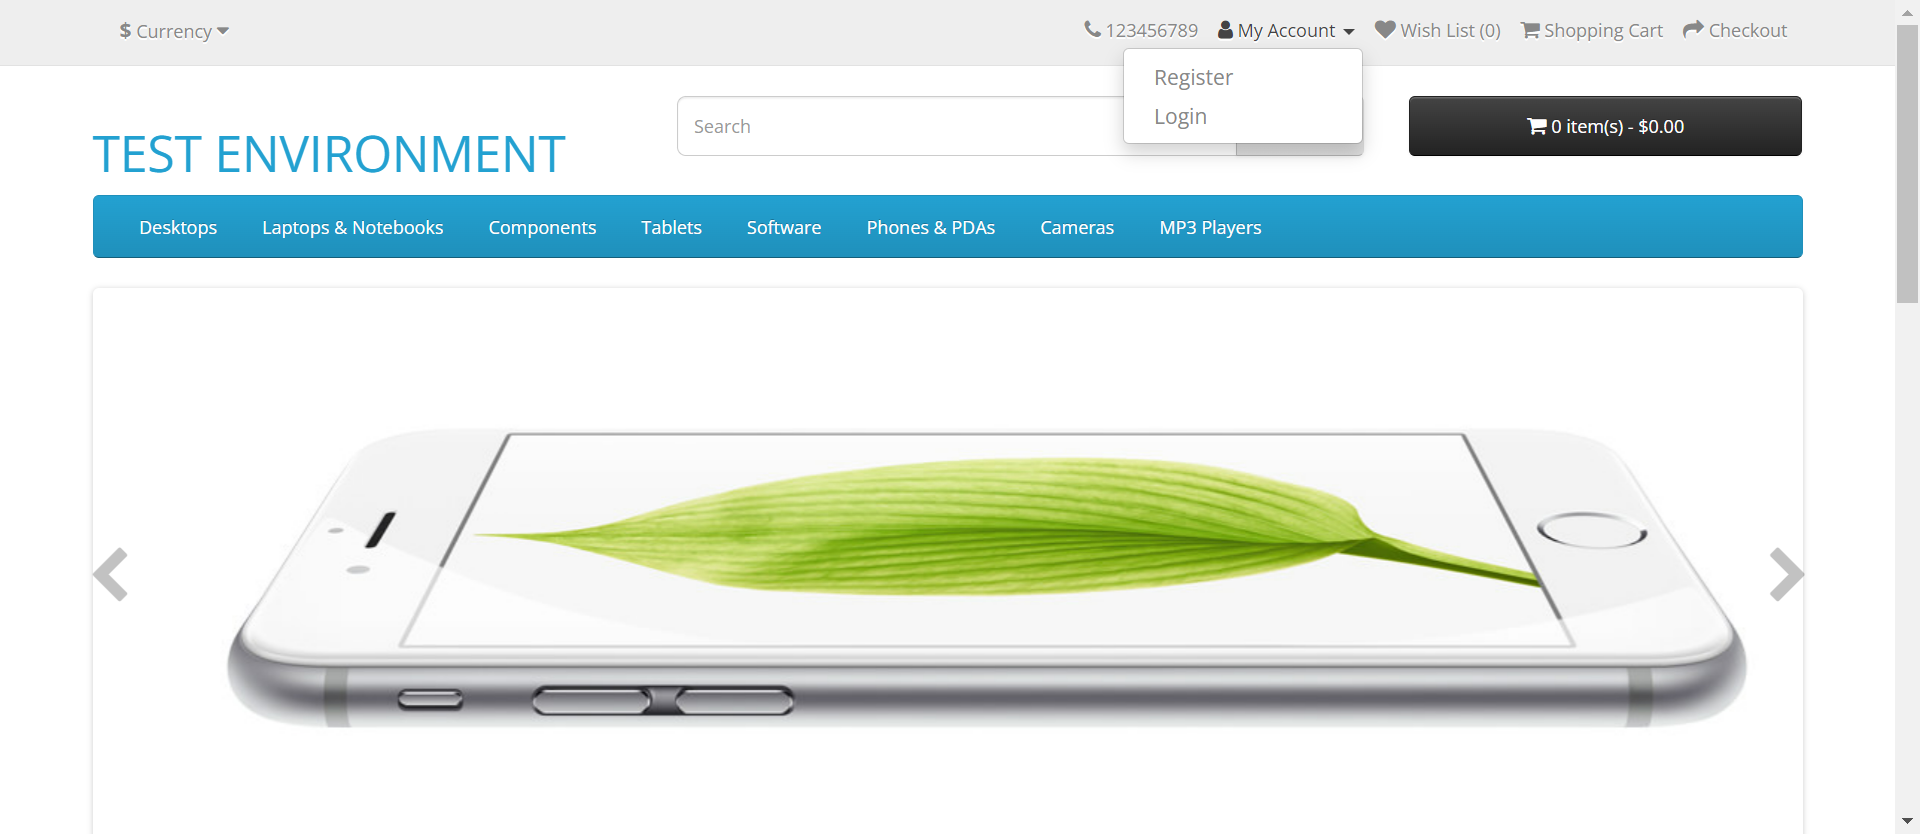 $ Currency
123456789 My Account Wish List (0) Shopping Cart Checkout
Register
Login
Search
0 item(s) - $0.00
TEST ENVIRONMENT
Desktops Laptops & Notebooks Components Tablets Software Phones & PDAs Cameras MP3 Players